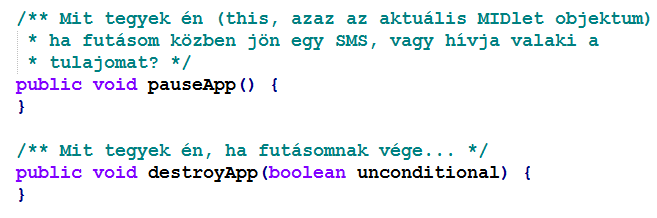 /** Mit tegyek én (this, azaz az aktuális MIDlet objektum)
* ha futásom közben jön egy SMS, vagy hívja valaki a
* tulajomat? */
public void pauseApp() {
}
/** Mit tegyek én, ha futásomnak vége... */
public void destroyApp(boolean unconditional) {
}